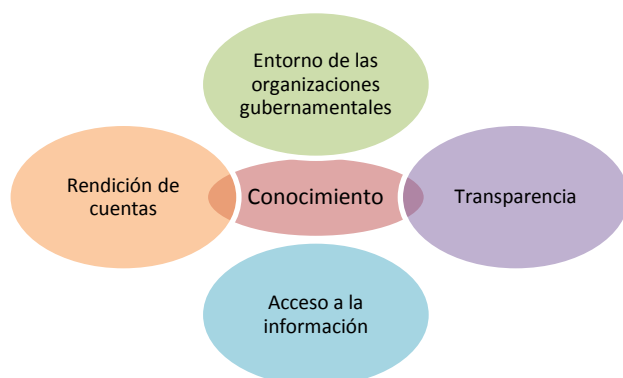 Entorno de las
organizaciones
gubernamentales
Rendición de
cuentas
Conocimiento
Transparencia
Acceso a la
información